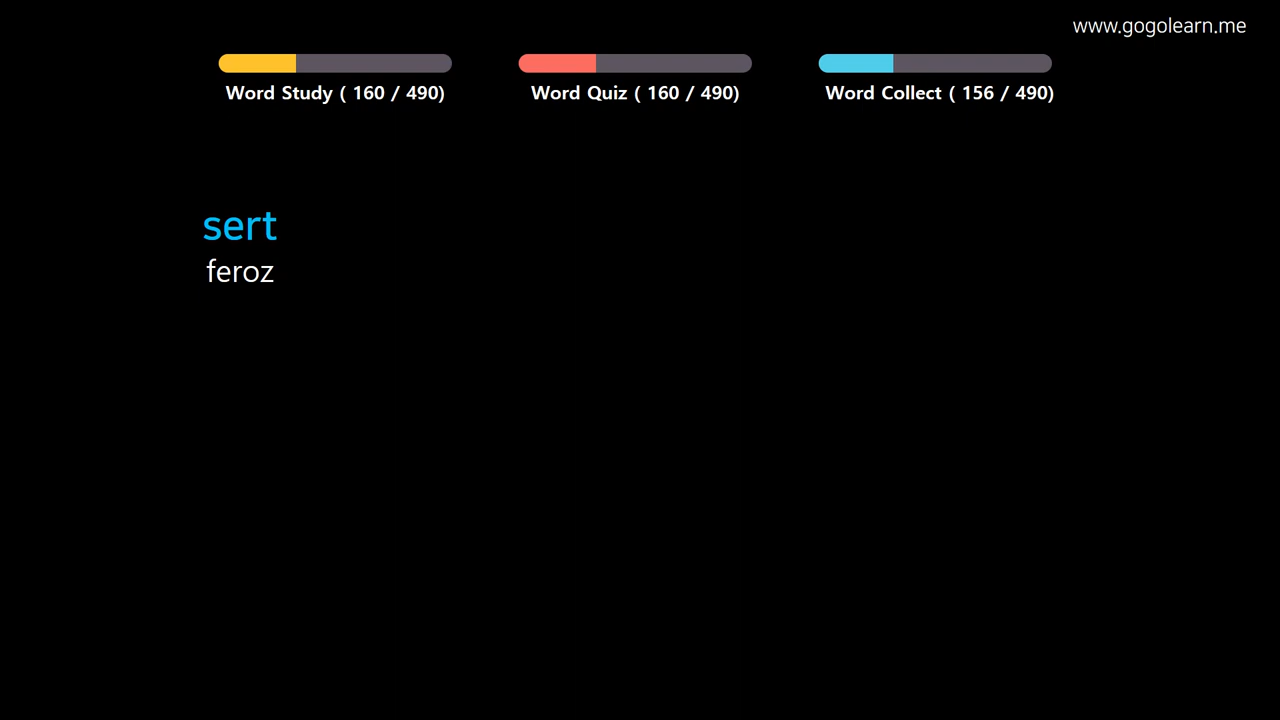 www.gogolearn.me
Word Study ( 160 / 490)
Word Quiz ( 160 / 490)
Word Collect ( 156 / 490)
sert
feroz